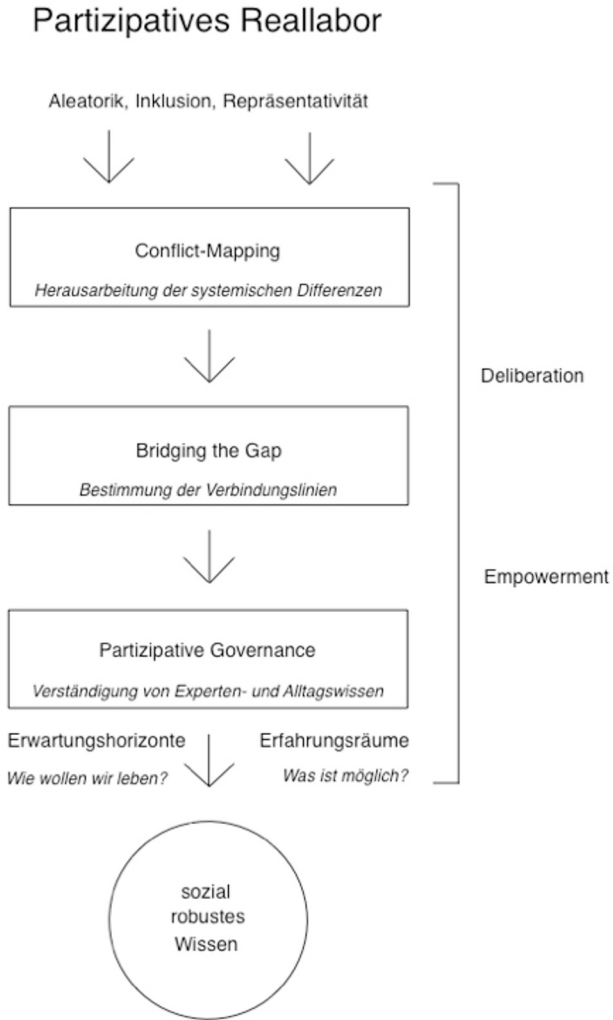 Partizipatives Reallabor
Aleatorik, Inklusion, Repräsentativität
Conflict-Mapping
Herausarbeitung der systemischen Differenzen
Deliberation
Bridging the Gap
Bestimmung der Verbindungslinien
Empowerment
Partizipative Governance
Verständigung von Experten- und Alltagswissen
Erwartungshorizonte
Wie wollen wir leben?
Erfahrungsräume
Was ist möglich?
sozial
robustes
Wissen